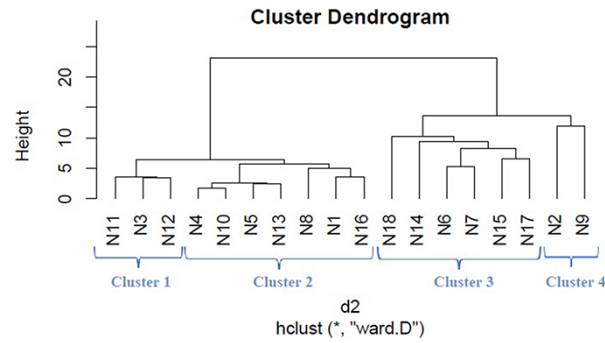 Cluster Dendrogram
Height
20
10
5
0
N11 N3 N12 N4 N10 N5 N13 N8 N1 N16 N18 N14 N6 N7 N15 N17 N2 N9
Cluster 1 Cluster 2 Cluster 3 Cluster 4
d2
hclust (*, "ward.D")